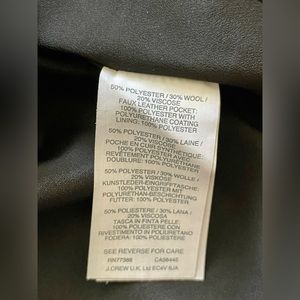 50% POLYESTER / 30% WOOL /
20% VISCOSE
FAUX LEATHER POCKET:
100% POLYESTER WITH
POLYURETHANE COATING
LINING: 100% POLYESTER
50% POLYESTER / 30% LAINE /
20% VISCOSE
POCHE EN CUIR SYNTHÉTIQUE:
100% POLYESTER AVEC
REVÊTEMENT POLYURÉTHANE
DOUBLURE: 100% POLYESTER
50% POLYESTER / 30% WOLLE /
20% VISKOSE
KUNSTLEDER-EINGRIFFTASCHE:
100% POLYESTER MIT
POLYURETHAN-BESCHICHTUNG
FUTTER: 100% POLYESTER
50% POLIESTERE / 30% LANA /
20% VISCOSA
TASCA IN FINTA PELLE:
100% POLIESTERE CON
RIVESTIMENTO IN POLIURETANO
FODERA: 100% POLIESTERE
SEE REVERSE FOR CARE
RN77388 CA36445
J.CREW U.K. Ltd EC4V 6JA